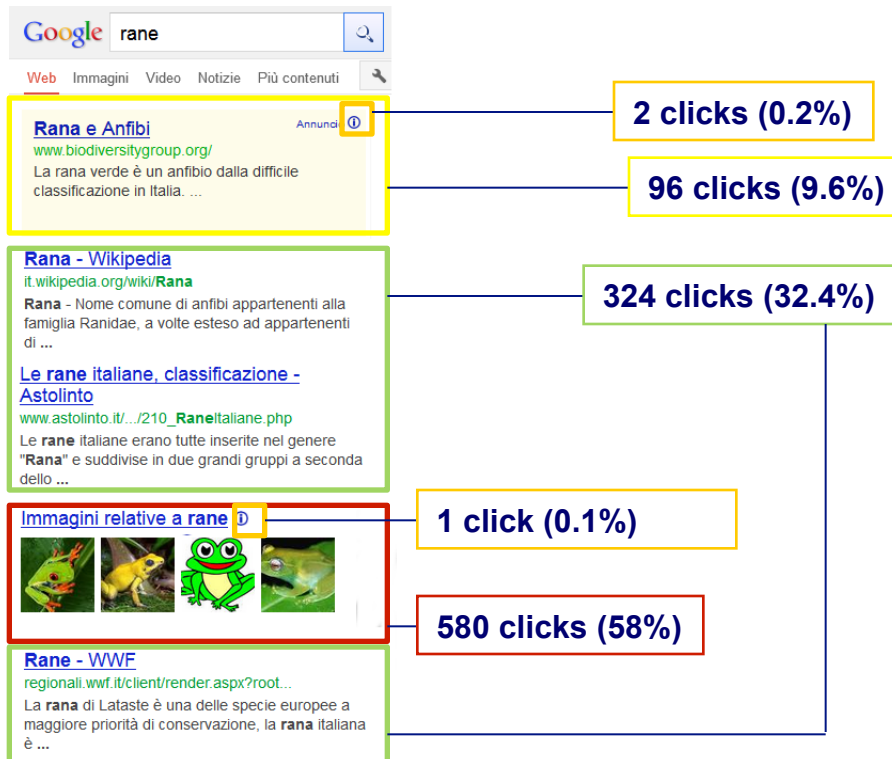 Google rane
Web Immagini Video Notizie Più contenuti
2 clicks (0.2%)
Rana e Anfibi
Annunci
www.biodiversitygroup.org/
La rana verde è un anfibio dalla difficile
classificazione in Italia. ...
96 clicks (9.6%)
Rana - Wikipedia
it.wikipedia.org/wiki/Rana
Rana - Nome comune di anfibi appartenenti alla
famiglia Ranidae, a volte esteso ad appartenenti
di ...
324 clicks (32.4%)
Le rane italiane, classificazione -
Astolinto
www.astolinto.it/.../210_RaneItaliane.php
Le rane italiane erano tutte inserite nel genere
"Rana" e suddivise in due grandi gruppi a seconda
dello ...
Immagini relative a rane
1 click (0.1%)
580 clicks (58%)
Rane - WWF
regionali.wwf.it/client/render.aspx?root...
La rana di Lataste è una delle specie europee a
maggiore priorità di conservazione, la rana italiana
è ...